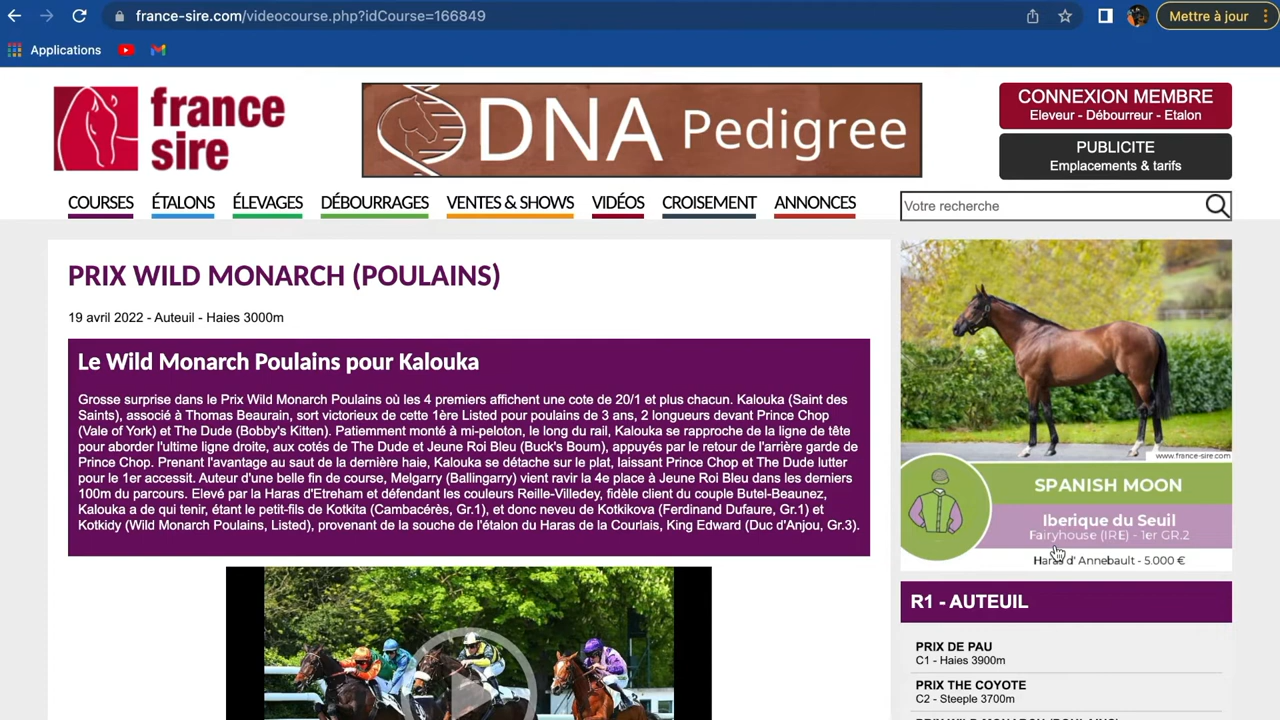 france-sire.com/videocourse.php?idCourse=166849
Mettre à jour
Applications
france
sire
DNA Pedigree
CONNEXION MEMBRE
Eleveur - Débourreur - Etalon
PUBLICITE
Emplacements & tarifs
COURSES ÉTALONS ÉLEVAGES DÉBOURRAGES VENTES & SHOWS VIDÉOS CROISEMENT ANNONCES
Votre recherche
PRIX WILD MONARCH (POULAINS)
19 avril 2022 - Auteuil - Haies 3000m
Le Wild Monarch Poulains pour Kalouka
Grosse surprise dans le Prix Wild Monarch Poulains où les 4 premiers affichent une cote de 20/1 et plus chacun. Kalouka (Saint des
Saints), associé à Thomas Beaurain, sort victorieux de cette 1ère Listed pour poulains de 3 ans, 2 longueurs devant Prince Chop
(Vale of York) et The Dude (Bobby's Kitten). Patiemment monté à mi-peloton, le long du rail, Kalouka se rapproche de la ligne de tête
pour aborder l'ultime ligne droite, aux cotés de The Dude et Jeune Roi Bleu (Buck's Boum), appuyés par le retour de l'arrière garde de
Prince Chop. Prenant l'avantage au saut de la dernière haie, Kalouka se détache sur le plat, laissant Prince Chop et The Dude lutter
pour le 1er accessit. Auteur d'une belle fin de course, Melgarry (Ballingarry) vient ravir la 4e place à Jeune Roi Bleu dans les derniers
100m du parcours. Elevé par la Haras d'Etreham et défendant les couleurs Reille-Villedey, fidèle client du couple Butel-Beaunez,
Kalouka a de qui tenir, étant le petit-fils de Kotkita (Cambacérès, Gr.1), et donc neveu de Kotkikova (Ferdinand Dufaure, Gr.1) et
Kotkidy (Wild Monarch Poulains, Listed), provenant de la souche de l'étalon du Haras de la Courlais, King Edward (Duc d'Anjou, Gr.3).
www.france-sire.com
SPANISH MOON
Iberique du Seuil
Fairyhouse (IRE) - 1er GR.2
Haras d'Annebault - 5.000 €
R1 - AUTEUIL
PRIX DE PAU
C1 - Haies 3900m
PRIX THE COYOTE
C2 - Steeple 3700m